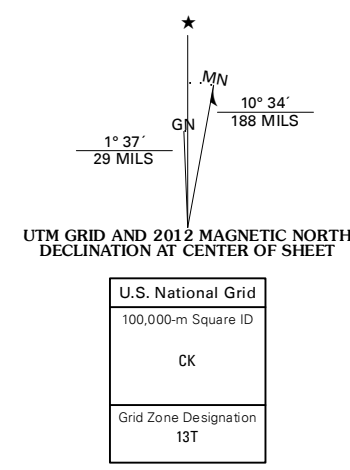 ★
MN
GN
10° 34´
188 MILS
1° 37´
29 MILS
UTM GRID AND 2012 MAGNETIC NORTH
DECLINATION AT CENTER OF SHEET
U.S. National Grid
100,000-m Square ID
CK
Grid Zone Designation
13T